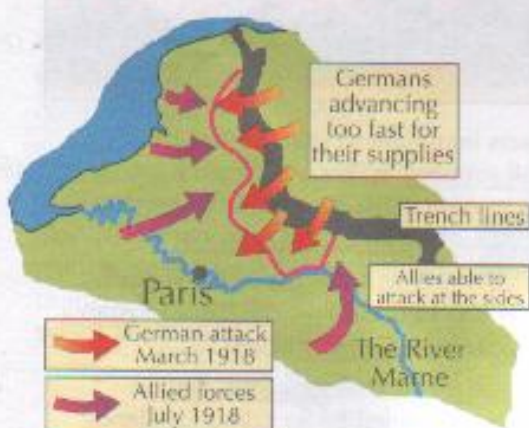 Germans
advancing
too fast for
their supplies
Trench lines
Allies able to
attack at the sides
Paris
The River
Marne
German attack
March 1918
Allied forces
July 1918